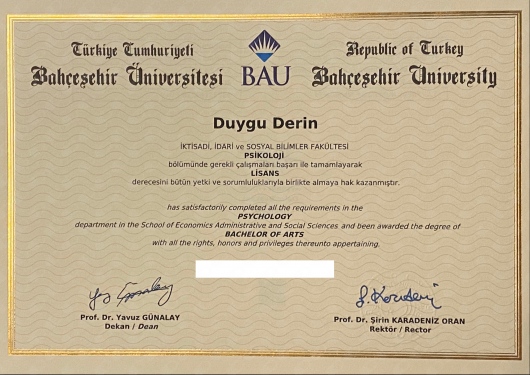 Türkiye Cumhuriyeti
Bahçeşehir Üniversitesi
BAU
Republic of Turkey
Bahçeşehir University
Duygu Derin
İKTİSADİ, İDARİ ve SOSYAL BİLİMLER FAKÜLTESİ
PSİKOLOJİ
bölümünde gerekli çalışmaları başarı ile tamamlayarak
LİSANS
derecesini bütün yetki ve sorumluluklarıyla birlikte almaya hak kazanmıştır.
has satisfactorily completed all the requirements in the
PSYCHOLOGY
department in the School of Economics Administrative and Social Sciences and been awarded the degree of
BACHELOR OF ARTS
with all the rights, honors and privileges thereunto appertaining.
Prof. Dr. Yavuz GÜNALAY
Dekan / Dean
Prof. Dr. Şirin KARADENİZ ORAN
Rektör / Rector